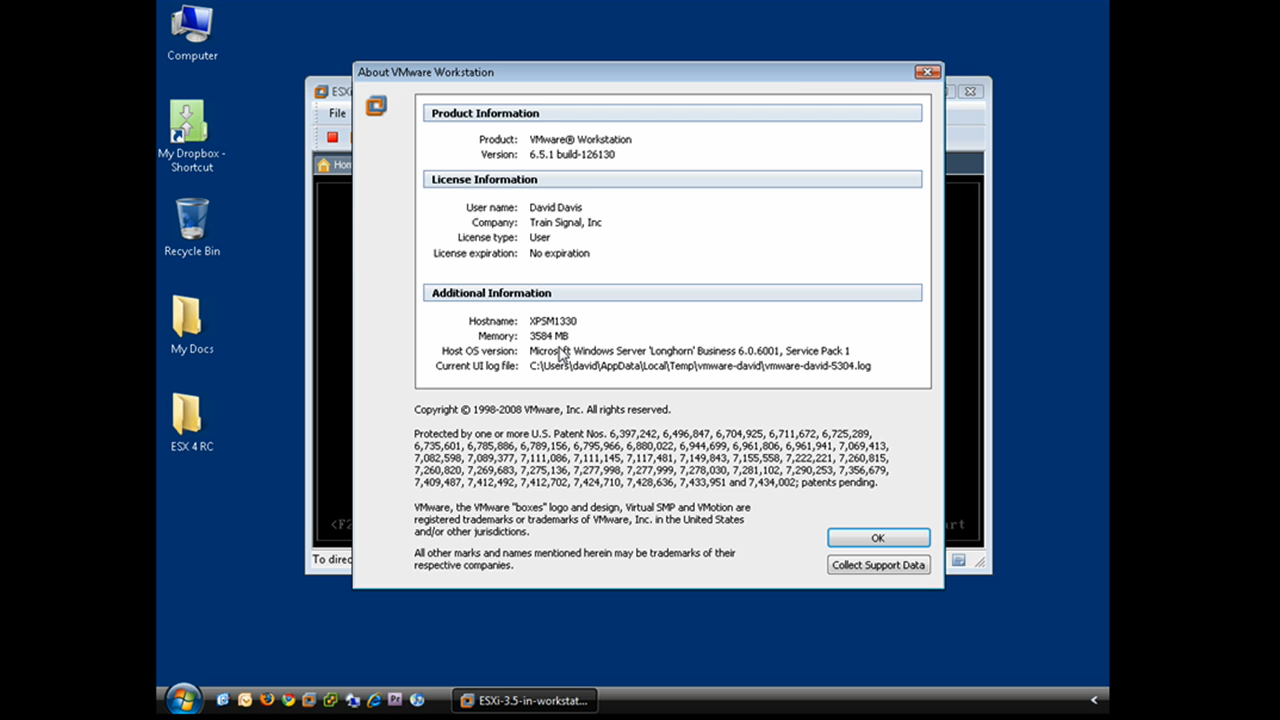 Computer
My Dropbox -
Shortcut
Recycle Bin
My Docs
ESX 4 RC
ESXi
File
Hom
<F2
To direc
art
About VMware Workstation
Product Information
Product: VMware® Workstation
Version: 6.5.1 build-126130
License Information
User name: David Davis
Company: Train Signal, Inc
License type: User
License expiration: No expiration
Additional Information
Hostname: XPSM1330
Memory: 3584 MB
Host OS version: Microsoft Windows Server 'Longhorn' Business 6.0.6001, Service Pack 1
Current UI log file: C:\Users\david\AppData\Local\Temp\vmware-david\vmware-david-5304.log
Copyright © 1998-2008 VMware, Inc. All rights reserved.
Protected by one or more U.S. Patent Nos. 6,397,242, 6,496,847, 6,704,925, 6,711,672, 6,725,289,
6,735,601, 6,785,886, 6,789,156, 6,795,966, 6,880,022, 6,944,699, 6,961,806, 6,961,941, 7,069,413,
7,082,598, 7,089,377, 7,111,086, 7,111,145, 7,117,481, 7,149,843, 7,155,558, 7,222,221, 7,260,815,
7,260,820, 7,269,683, 7,275,136, 7,277,998, 7,277,999, 7,278,030, 7,281,102, 7,290,253, 7,356,679,
7,409,487, 7,412,492, 7,412,702, 7,424,710, 7,428,636, 7,433,951 and 7,434,002; patents pending.
VMware, the VMware "boxes" logo and design, Virtual SMP and VMotion are
registered trademarks or trademarks of VMware, Inc. in the United States
and/or other jurisdictions.
All other marks and names mentioned herein may be trademarks of their
respective companies.
OK
Collect Support Data
Pr
ESXi-3.5-in-workstat...